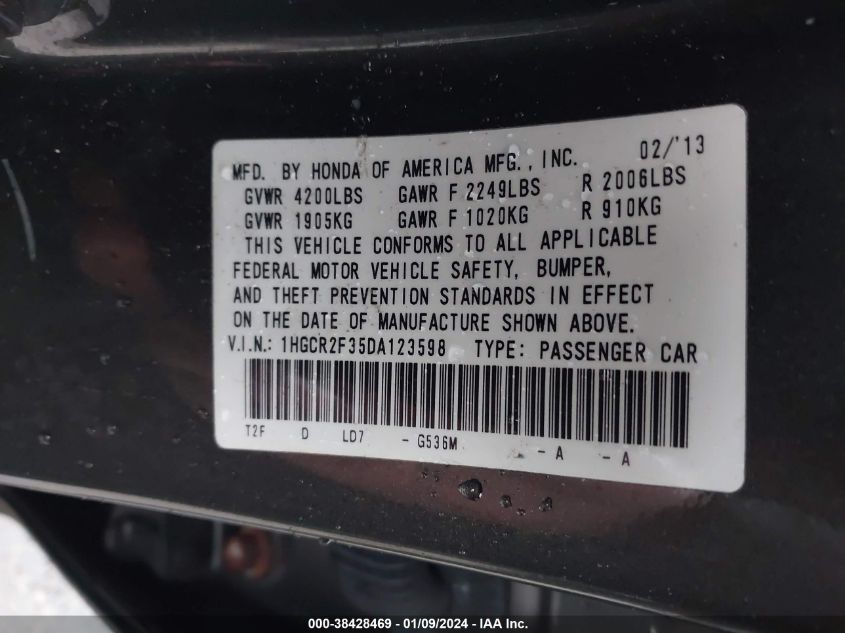 MFD. BY HONDA OF AMERICA MFG., INC. 02/'13
GVWR 4200LBS GAWR F 2249LBS R 2006LBS
GVWR 1905KG GAWR F 1020KG R 910KG
THIS VEHICLE CONFORMS TO ALL APPLICABLE
FEDERAL MOTOR VEHICLE SAFETY, BUMPER,
AND THEFT PREVENTION STANDARDS IN EFFECT
ON THE DATE OF MANUFACTURE SHOWN ABOVE.
V.I.N.: 1HGCR2F35DA123598 TYPE: PASSENGER CAR
T2F D LD7 - G536M - A - A
000-38428469 - 01/09/2024 - IAA Inc.